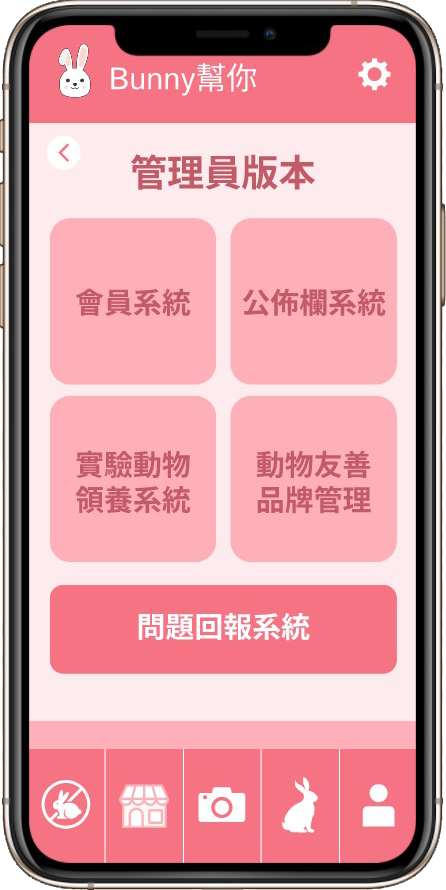 Bunny幫你
管理員版本
會員系統
公佈欄系統
實驗動物
領養系統
動物友善
品牌管理
問題回報系統